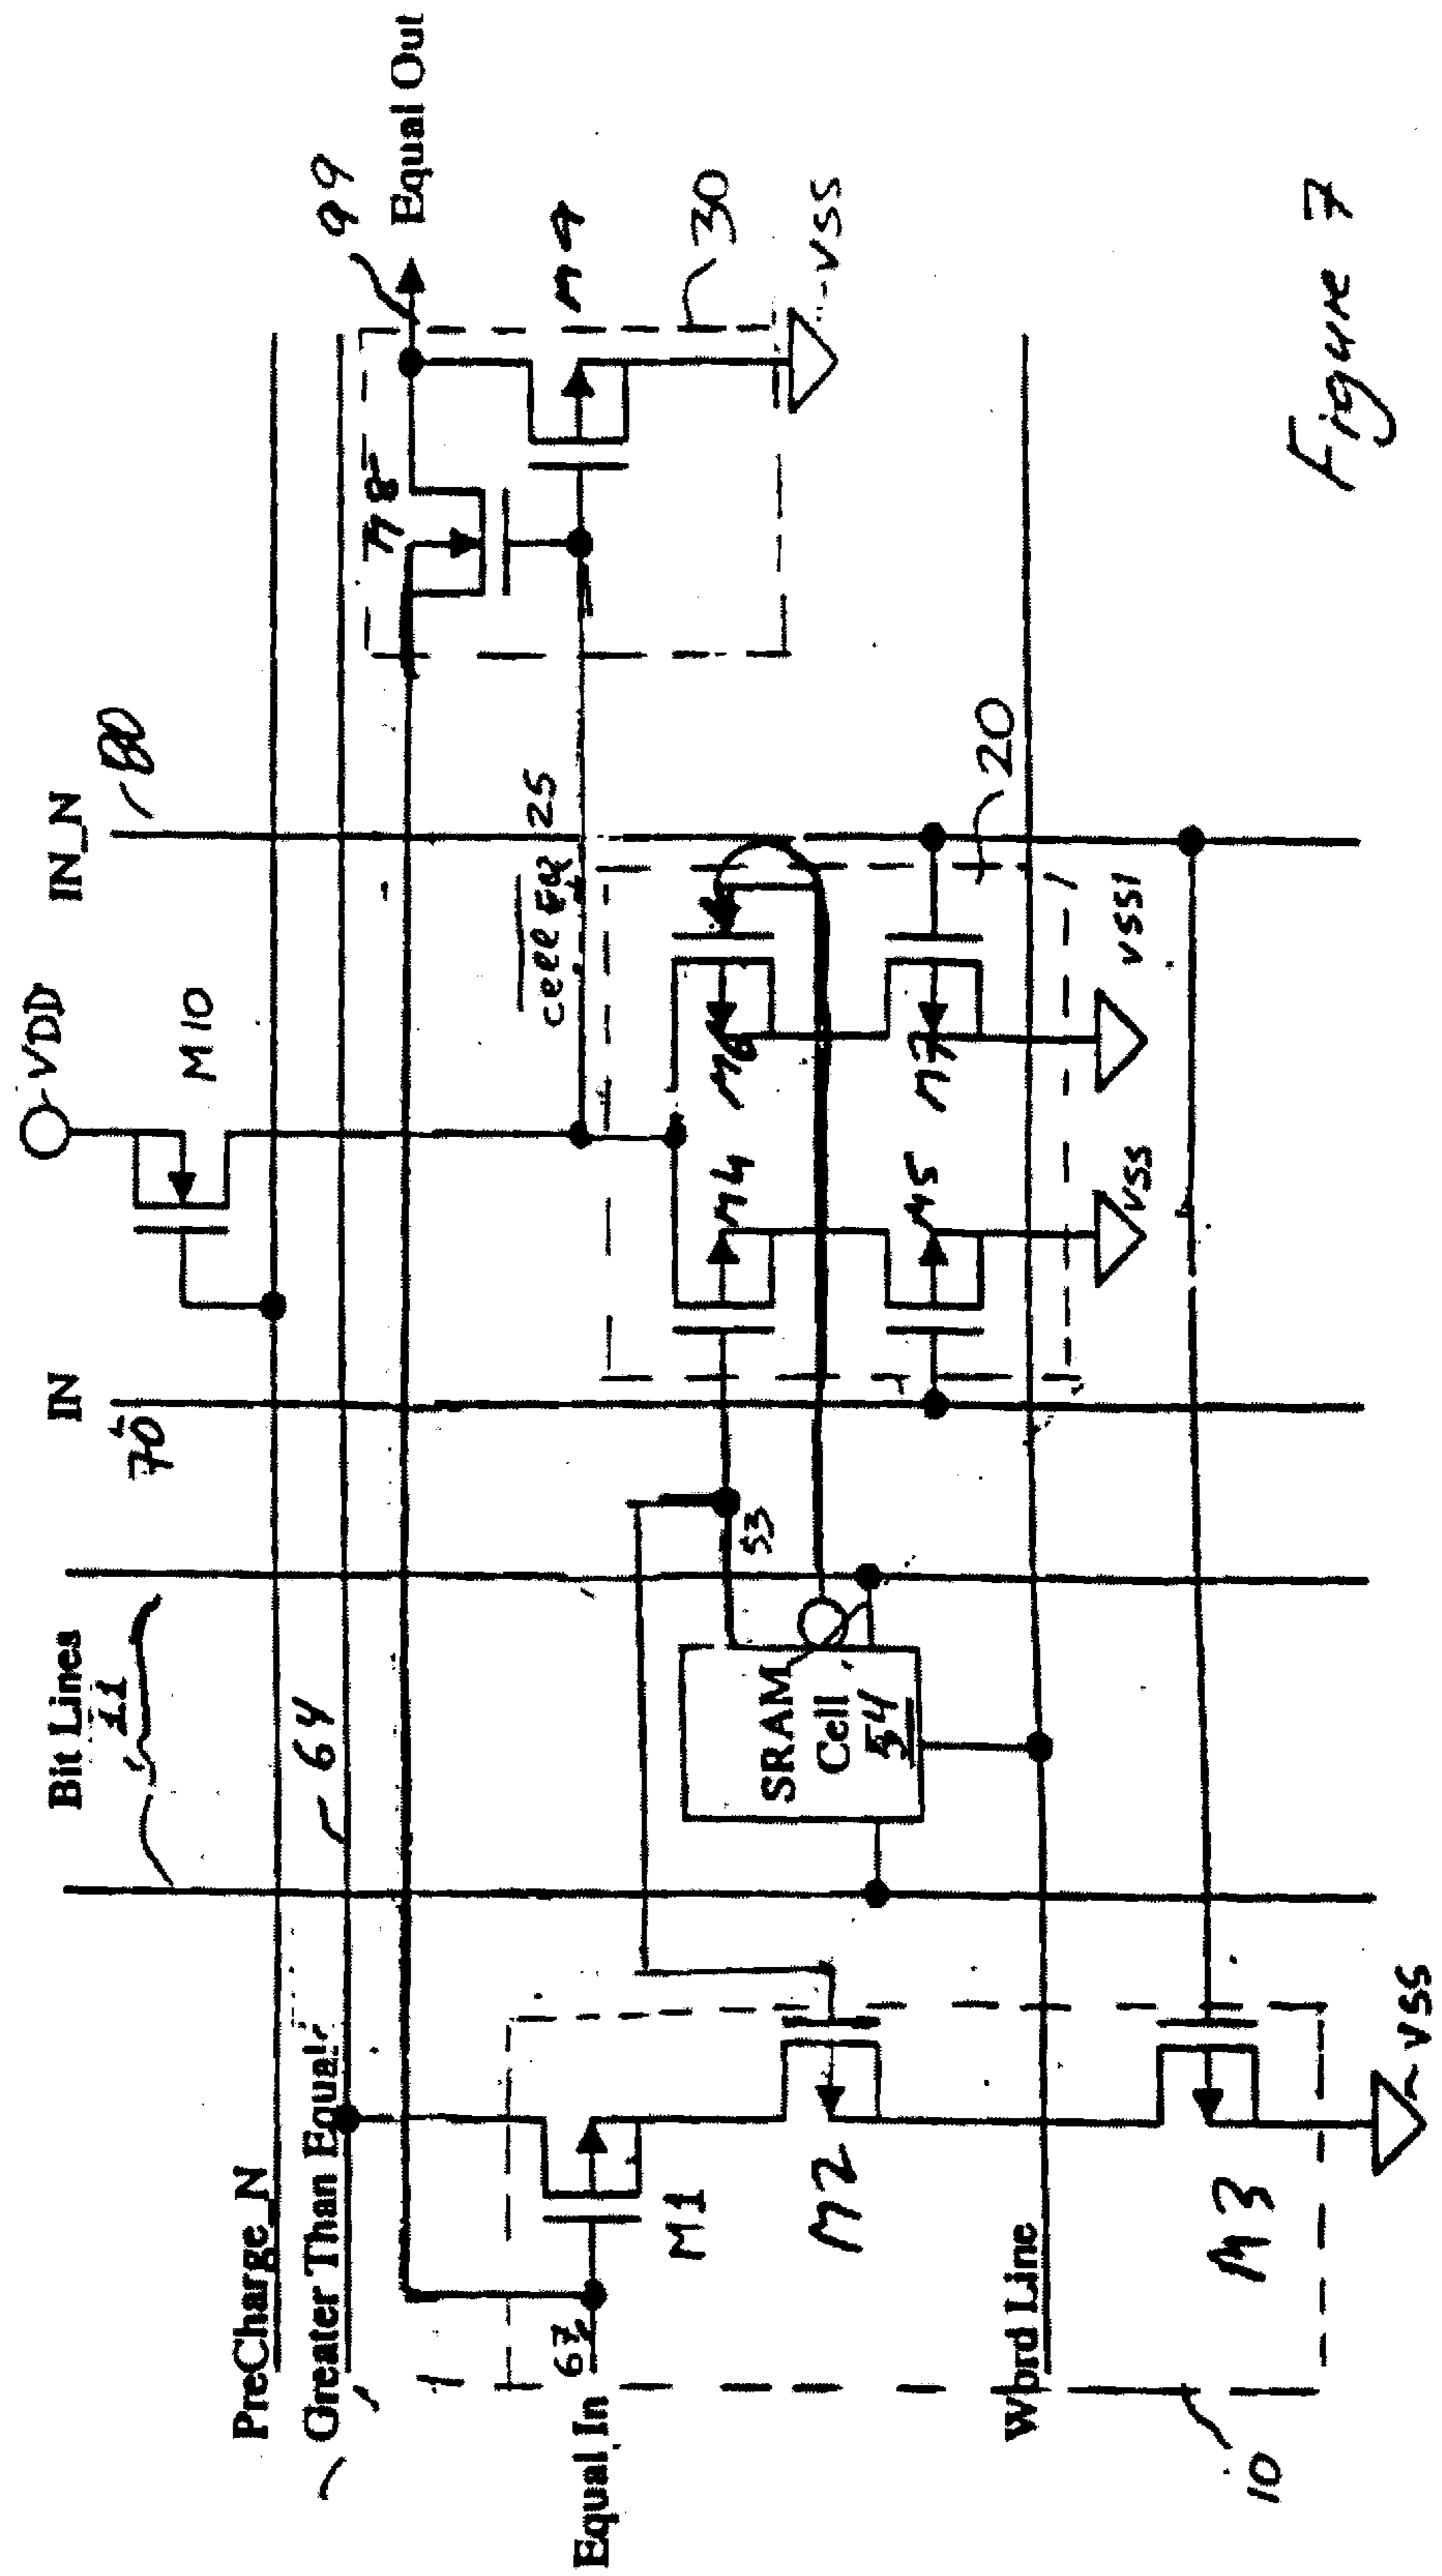 VDD
IN_N
80
IN
70
Bit Lines
11
M10
64
PreCharge_N
Greater Than Equal
99
Equal Out
M8
M9
30
VSS
cell EQ 25
67
Equal In
M1
53
M4
M6
SRAM
Cell
54
M2
M5
M7
20
Word Line
VSS
VSS1
M3
10
VSS
Figure 7